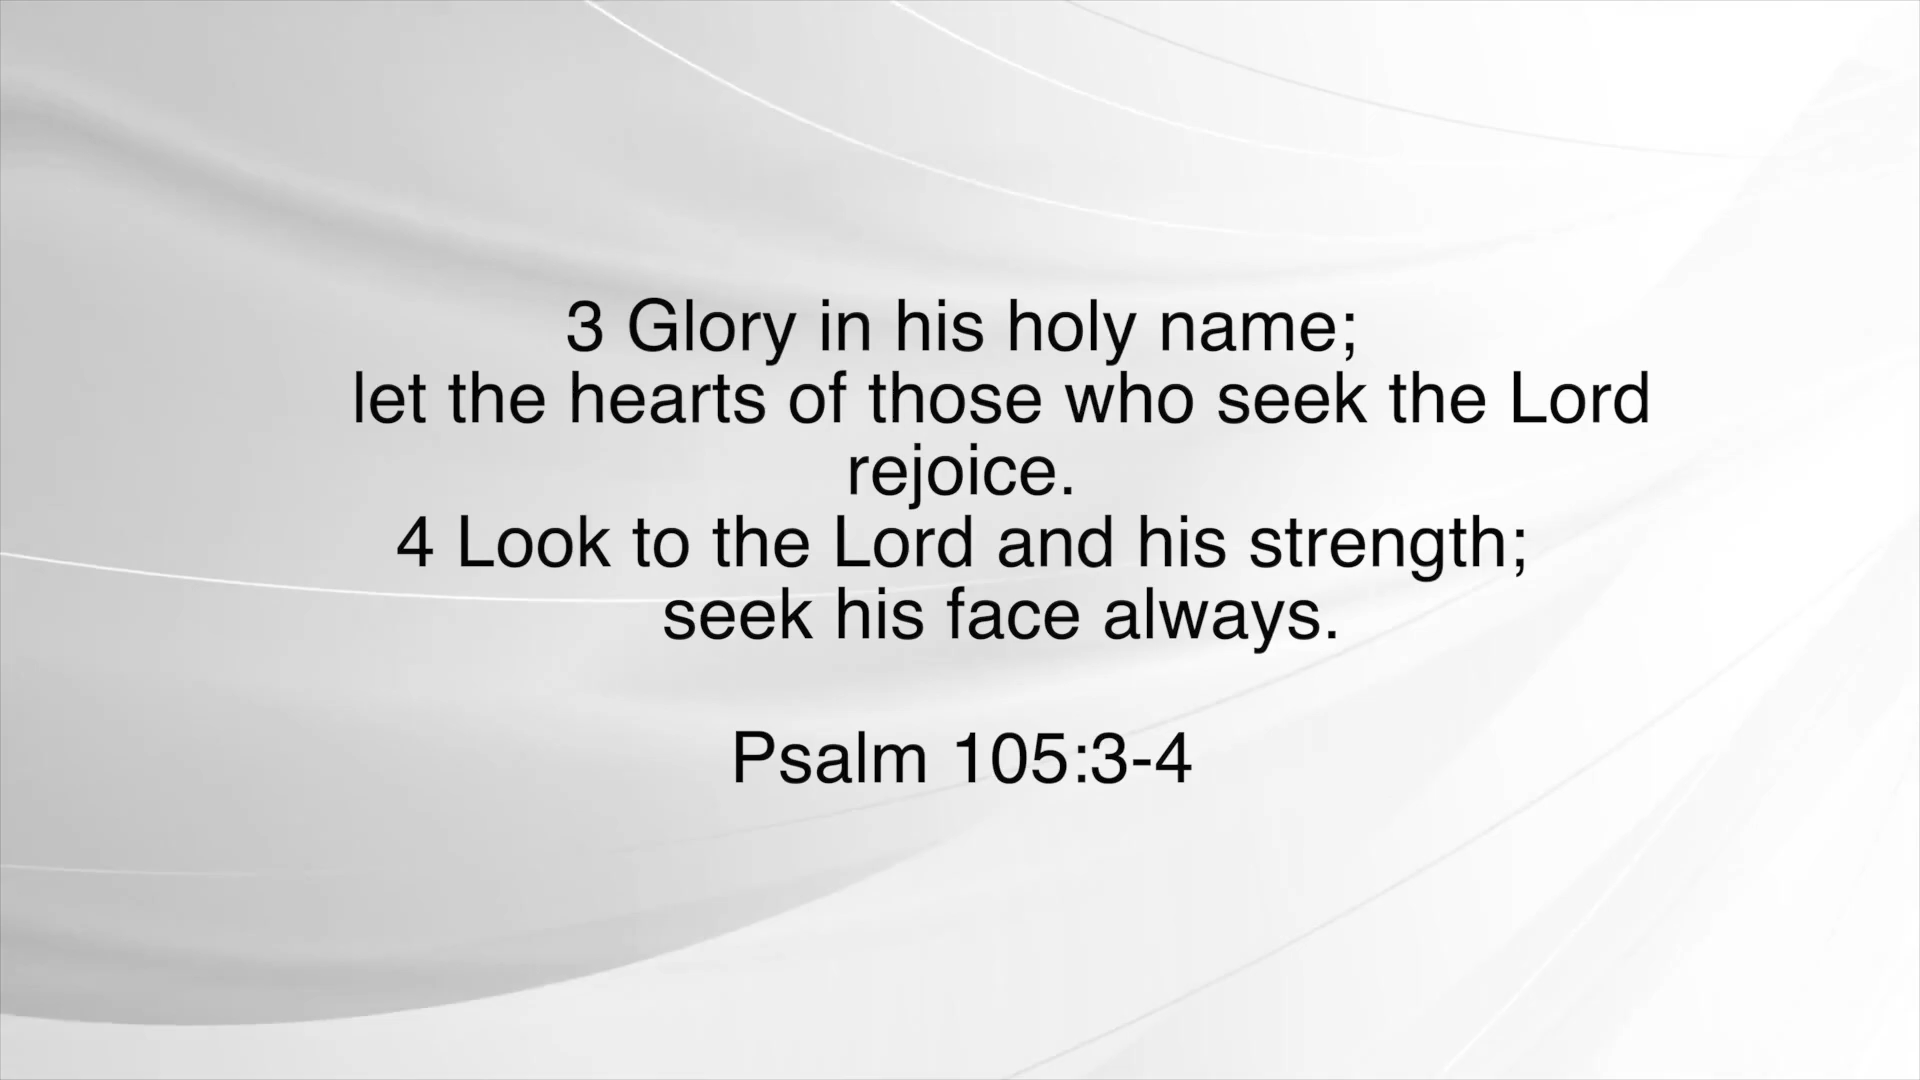 3 Glory in his holy name;
let the hearts of those who seek the Lord
rejoice.
4 Look to the Lord and his strength;
seek his face always.
Psalm 105:3-4